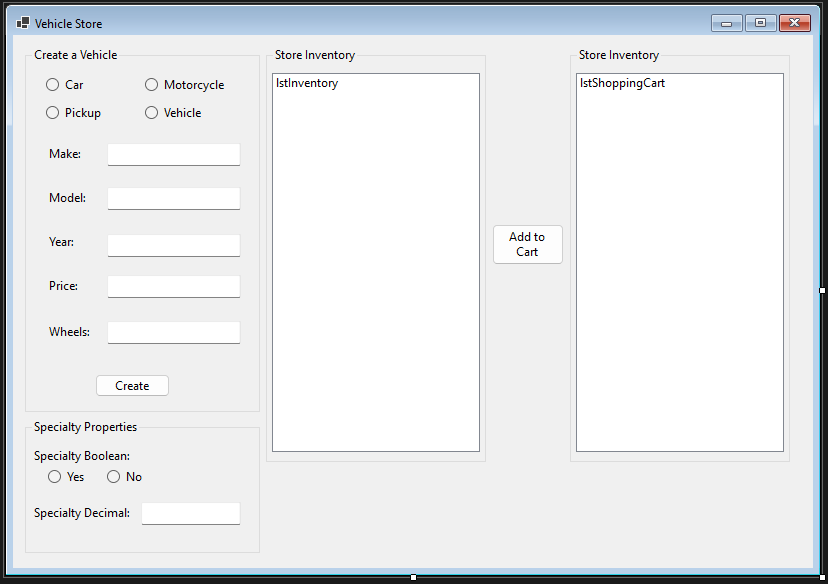 Vehicle Store
Create a Vehicle
Car
Motorcycle
Pickup
Vehicle
Make:
Model:
Year:
Price:
Wheels:
Create
Specialty Properties
Specialty Boolean:
Yes
No
Specialty Decimal:
Store Inventory
lstInventory
Add to
Cart
Store Inventory
lstShoppingCart